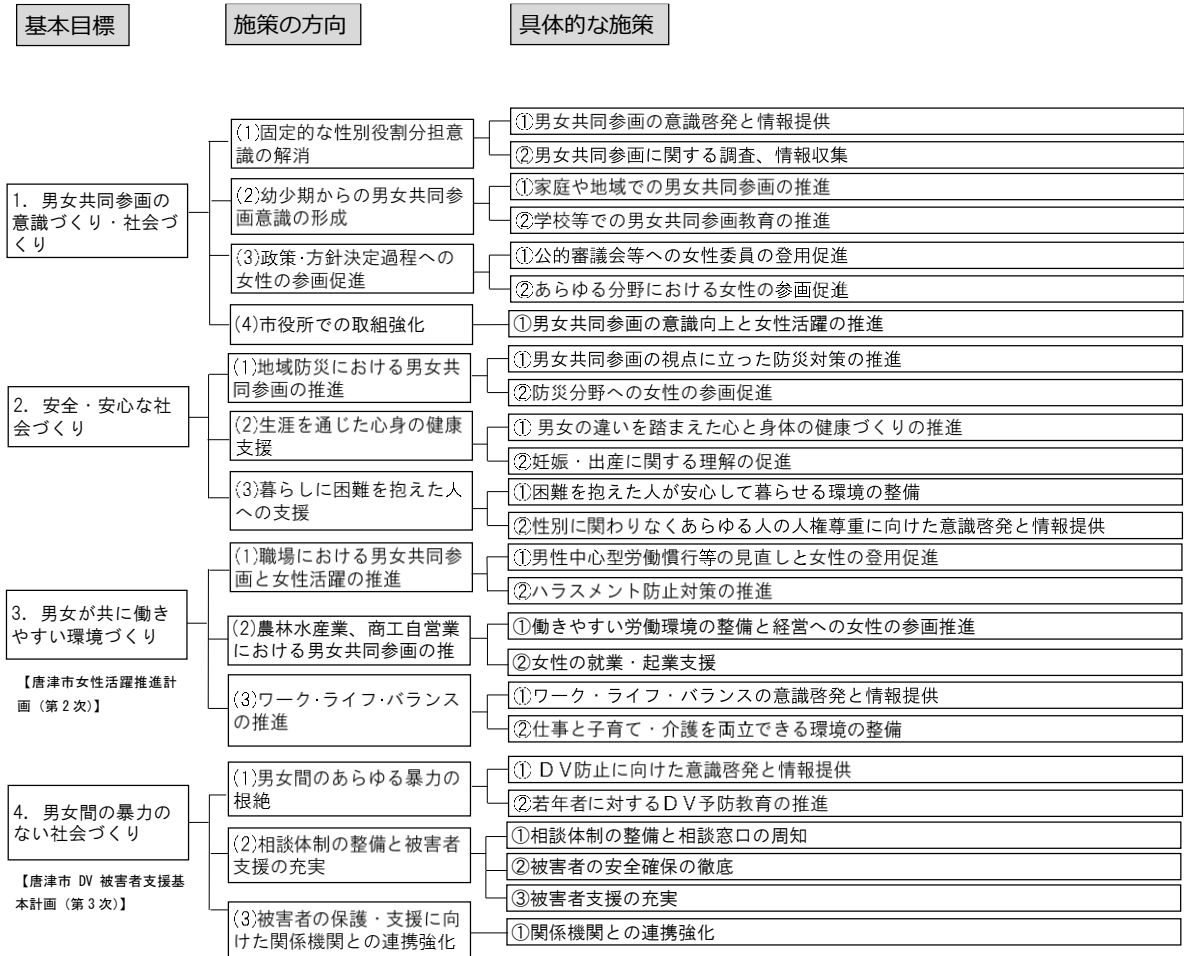 基本目標
施策の方向
具体的な施策
1. 男女共同参画の
意識づくり・社会づ
くり
(1)固定的な性別役割分担意
識の解消
①男女共同参画の意識啓発と情報提供
②男女共同参画に関する調査、情報収集
(2)幼少期からの男女共同参
画意識の形成
①家庭や地域での男女共同参画の推進
②学校等での男女共同参画教育の推進
(3)政策・方針決定過程への
女性の参画促進
①公的審議会等への女性委員の登用促進
②あらゆる分野における女性の参画促進
(4)市役所での取組強化
①男女共同参画の意識向上と女性活躍の推進
2. 安全・安心な社
会づくり
(1)地域防災における男女共
同参画の推進
①男女共同参画の視点に立った防災対策の推進
②防災分野への女性の参画促進
(2)生涯を通じた心身の健康
支援
① 男女の違いを踏まえた心と身体の健康づくりの推進
②妊娠・出産に関する理解の促進
(3)暮らしに困難を抱えた人
への支援
①困難を抱えた人が安心して暮らせる環境の整備
②性別に関わりなくあらゆる人の人権尊重に向けた意識啓発と情報提供
3. 男女が共に働き
やすい環境づくり
【唐津市女性活躍推進計
画（第2次)】
(1)職場における男女共同参
画と女性活躍の推進
①男性中心型労働慣行等の見直しと女性の登用促進
②ハラスメント防止対策の推進
(2)農林水産業、商工自営業
における男女共同参画の推
①働きやすい労働環境の整備と経営への女性の参画推進
②女性の就業・起業支援
(3)ワーク・ライフ・バランス
の推進
①ワーク・ライフ・バランスの意識啓発と情報提供
②仕事と子育て・介護を両立できる環境の整備
4. 男女間の暴力の
ない社会づくり
【唐津市 DV 被害者支援基
本計画（第3次)】
(1)男女間のあらゆる暴力の
根絶
① ＤＶ防止に向けた意識啓発と情報提供
②若年者に対するＤＶ予防教育の推進
(2)相談体制の整備と被害者
支援の充実
①相談体制の整備と相談窓口の周知
②被害者の安全確保の徹底
③被害者支援の充実
(3)被害者の保護・支援に向
けた関係機関との連携強化
①関係機関との連携強化